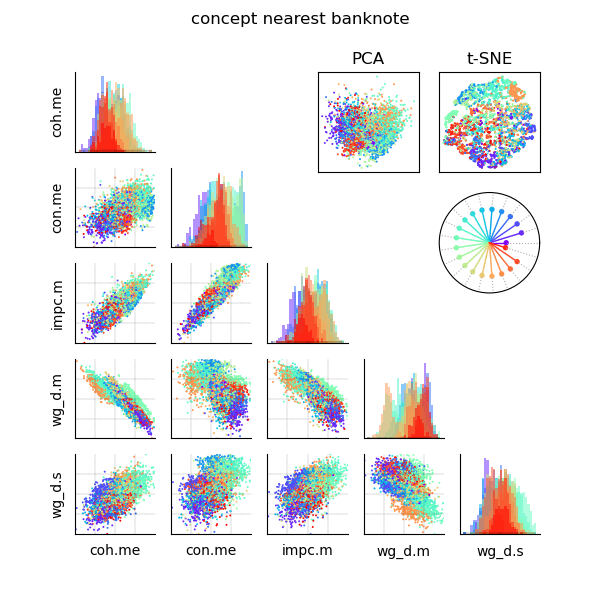 concept nearest banknote
PCA
t-SNE
coh.me
con.me
impc.m
wg_d.m
wg_d.s
coh.me
con.me
impc.m
wg_d.m
wg_d.s